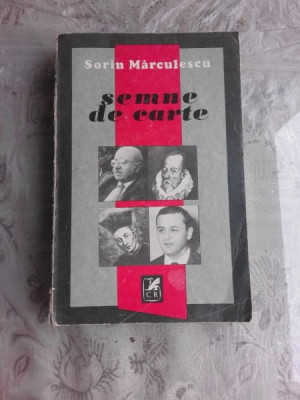 Sorin Mărculescu
semne
de carte
CR